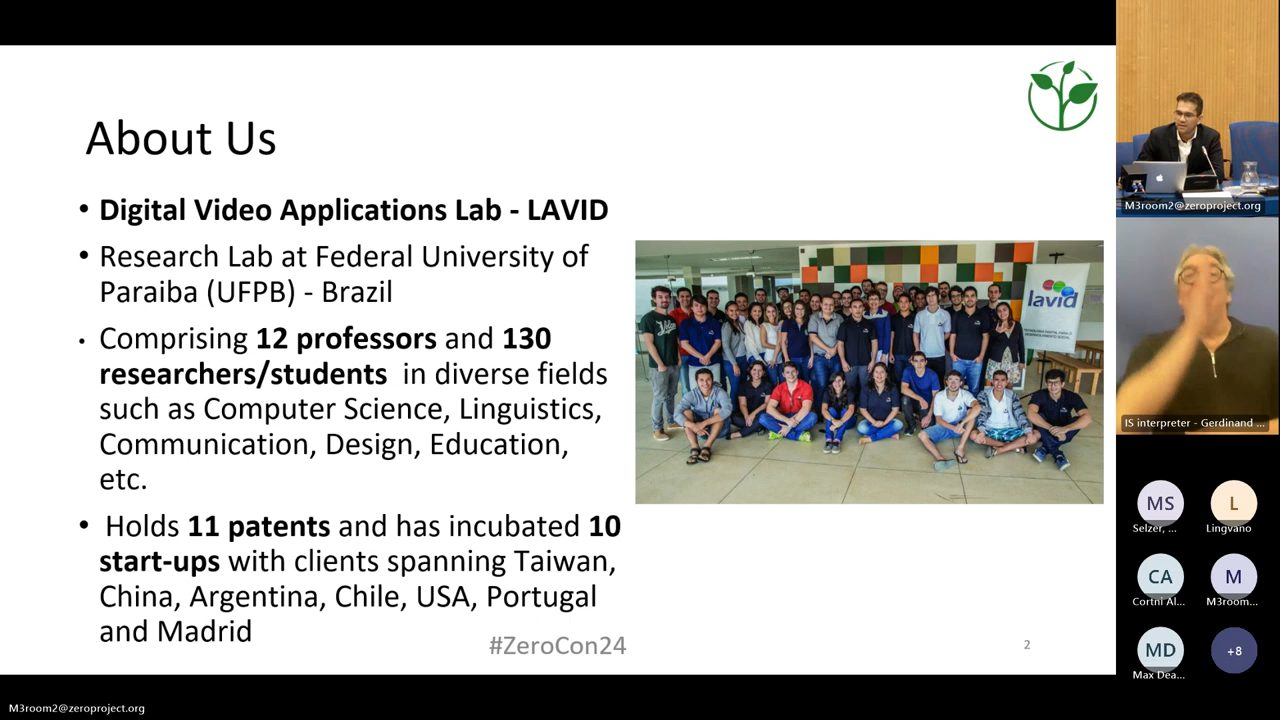 About Us
• Digital Video Applications Lab - LAVID
• Research Lab at Federal University of
Paraiba (UFPB) - Brazil
• Comprising 12 professors and 130
researchers/students in diverse fields
such as Computer Science, Linguistics,
Communication, Design, Education,
etc.
• Holds 11 patents and has incubated 10
start-ups with clients spanning Taiwan,
China, Argentina, Chile, USA, Portugal
and Madrid
lavid
#ZeroCon24
2
M3room2@zeroproject.org
IS interpreter - Gerdinand ...
MS
Selzer, ...
L
Lingvano
CA
Cortni Al...
M
M3room...
MD
Max Dea...
+8
M3room2@zeroproject.org